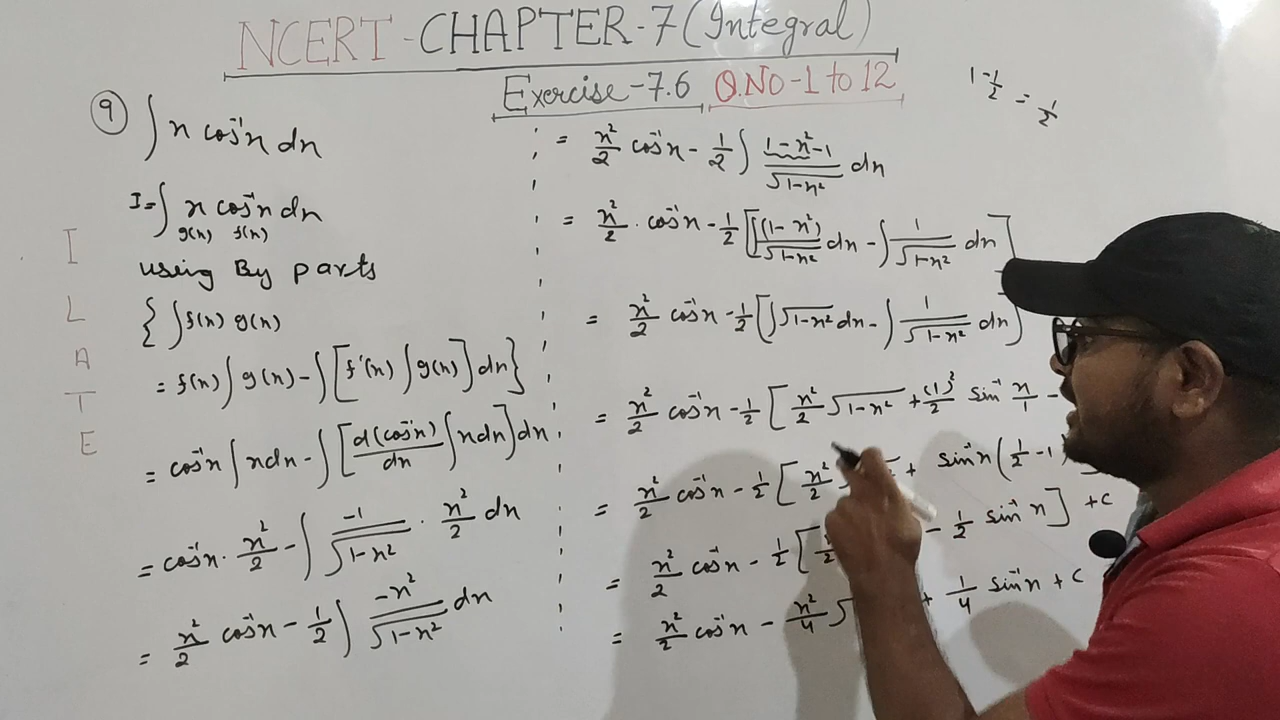 NCERT-CHAPTER-7(Integral)
Exercise-7.6 Q.No-1 to 12
1-1/2 = 1/2
9 ∫ x cos⁻¹x dx
I=∫ x cos⁻¹x dx
g(x) f(x)
using By parts
{ ∫f(x) g(x)
= f(x)∫g(x)-∫[f'(x)∫g(x)]dx}
= cos⁻¹x∫xdx-∫[d(cos⁻¹x)/dx ∫xdx]dx
= cos⁻¹x. x²/2 -∫ -1/√1-x² . x²/2 dx
= x²/2 cos⁻¹x - 1/2 ∫ -x²/√1-x² dx
I
L
A
T
E
= x²/2 cos⁻¹x - 1/2 ∫ 1-x²-1/√1-x² dx
= x²/2 . cos⁻¹x - 1/2 [∫(1-x²)/√1-x² dx -∫ 1/√1-x² dx]
= x²/2 cos⁻¹x - 1/2 [∫√1-x² dx -∫ 1/√1-x² dx]
= x²/2 cos⁻¹x - 1/2 [x²/2 √1-x² + (1)²/2 sin⁻¹ x/1 -
= x²/2 cos⁻¹x - 1/2 [x²/2 + sin⁻¹x(1/2 -1)
= x²/2 cos⁻¹x - 1/2 [ - 1/2 sin⁻¹x] +c
= x²/2 cos⁻¹x - x²/4 √ + 1/4 sin⁻¹x + c